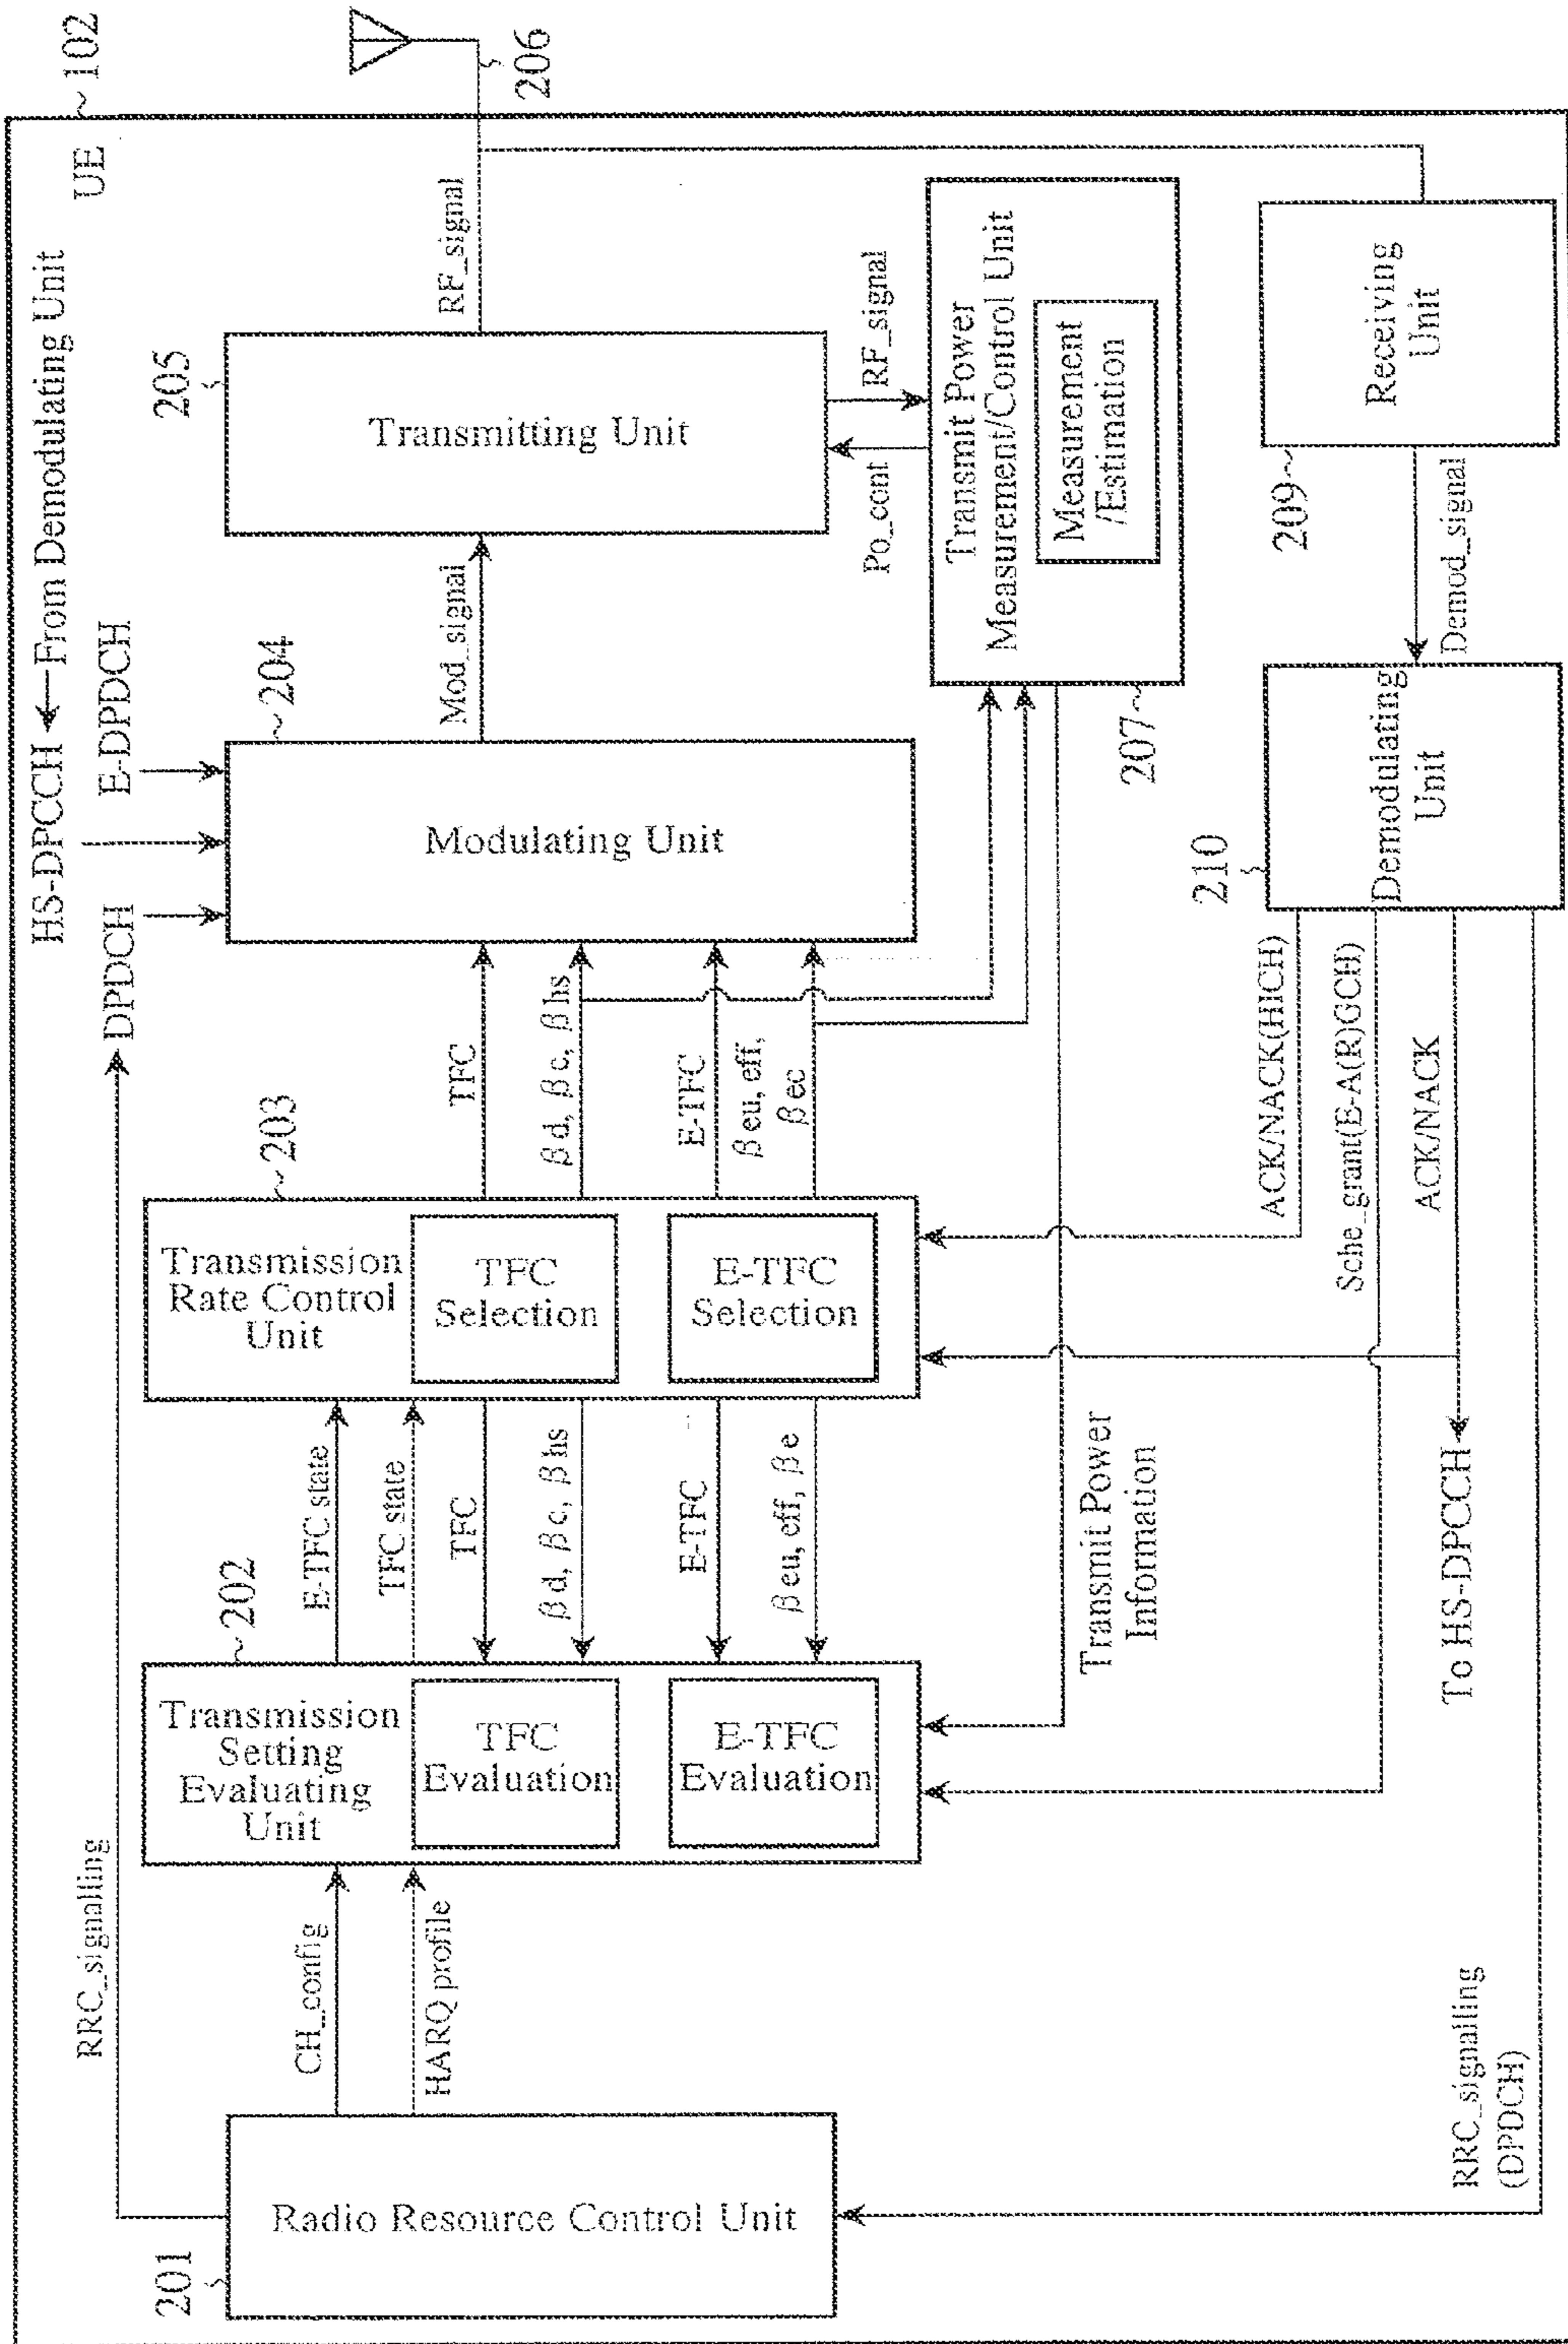 102
UE
HS-DPCCH
From Demodulating Unit
DPDCH
E-DPDCH
RRC_signalling
201
Radio Resource Control Unit
CH_config
HARQ profile
202
Transmission
Setting
Evaluating
Unit
TFC
Evaluation
E-TFC
Evaluation
E-TFC state
TFC state
TFC
βd, βc, βhs
E-TFC
βeu, eff, βe
203
Transmission
Rate Control
Unit
TFC
Selection
E-TFC
Selection
TFC
βd, βc, βhs
E-TFC
βeu, eff,
βec
204
Modulating Unit
Mod_signal
205
Transmitting Unit
RF_signal
206
Po_cont
RF_signal
Transmit Power
Measurement/Control Unit
Measurement
/Estimation
207
Transmit Power
Information
209
Receiving
Unit
Demod_signal
210
Demodulating
Unit
ACK/NACK(HICH)
Sche_grant(E-A(R)GCH)
ACK/NACK
To HS-DPCCH
RRC_signalling
(DPDCH)